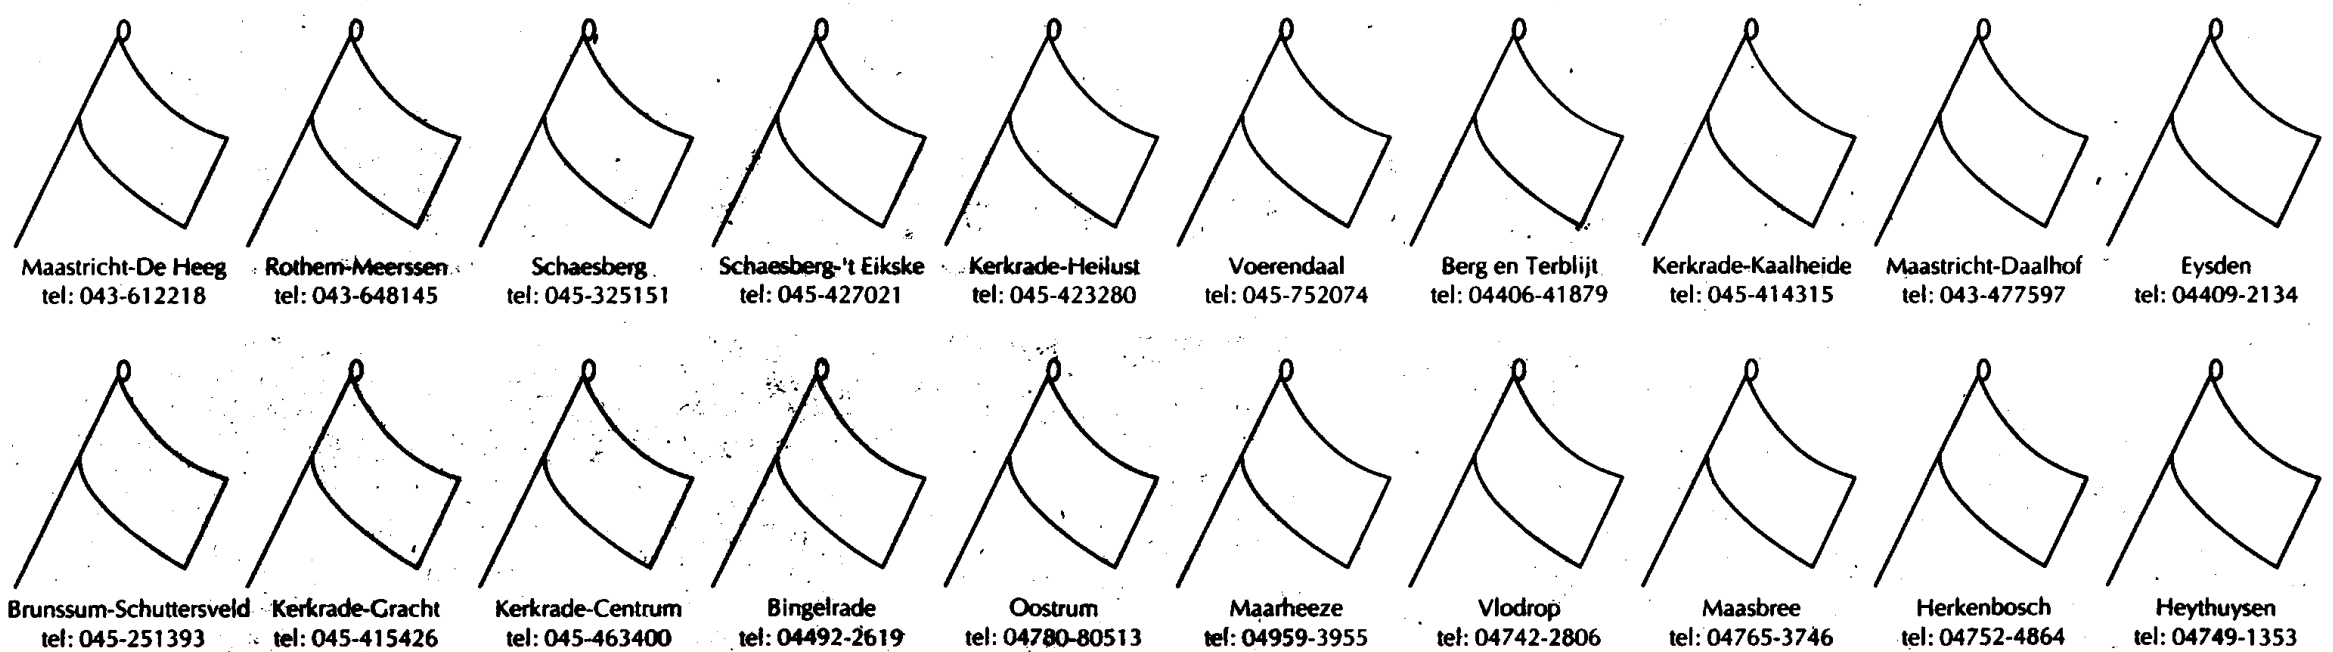 Maastricht-De Heeg
tel: 043-612218
Rothem-Meerssen
tel: 043-648145
Schaesberg
tel: 045-325151
Schaesberg-'t Eikske
tel: 045-427021
Kerkrade-Heilust
tel: 045-423280
Voerendaal
tel: 045-752074
Berg en Terblijt
tel: 04406-41879
Kerkrade-Kaalheide
tel: 045-414315
Maastricht-Daalhof
tel: 043-477597
Eysden
tel: 04409-2134
Brunssum-Schuttersveld
tel: 045-251393
Kerkrade-Gracht
tel: 045-415426
Kerkrade-Centrum
tel: 045-463400
Bingelrade
tel: 04492-2619
Oostrum
tel: 04780-80513
Maarheeze
tel: 04959-3955
Vlodrop
tel: 04742-2806
Maasbree
tel: 04765-3746
Herkenbosch
tel: 04752-4864
Heythuysen
tel: 04749-1353